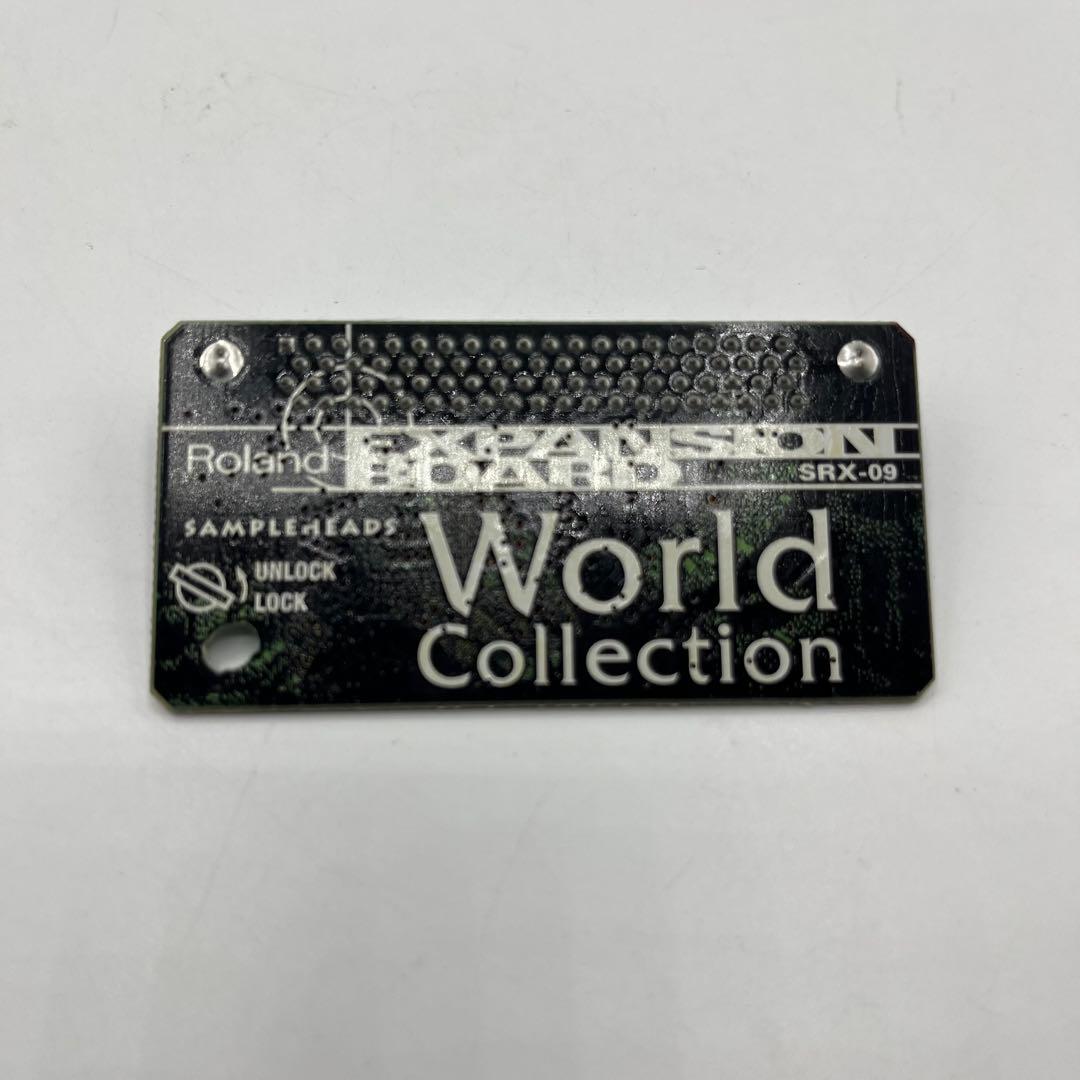 Roland EXPANSION
BOARD SRX-09
SAMPLEHEADS
UNLOCK
LOCK
World
Collection